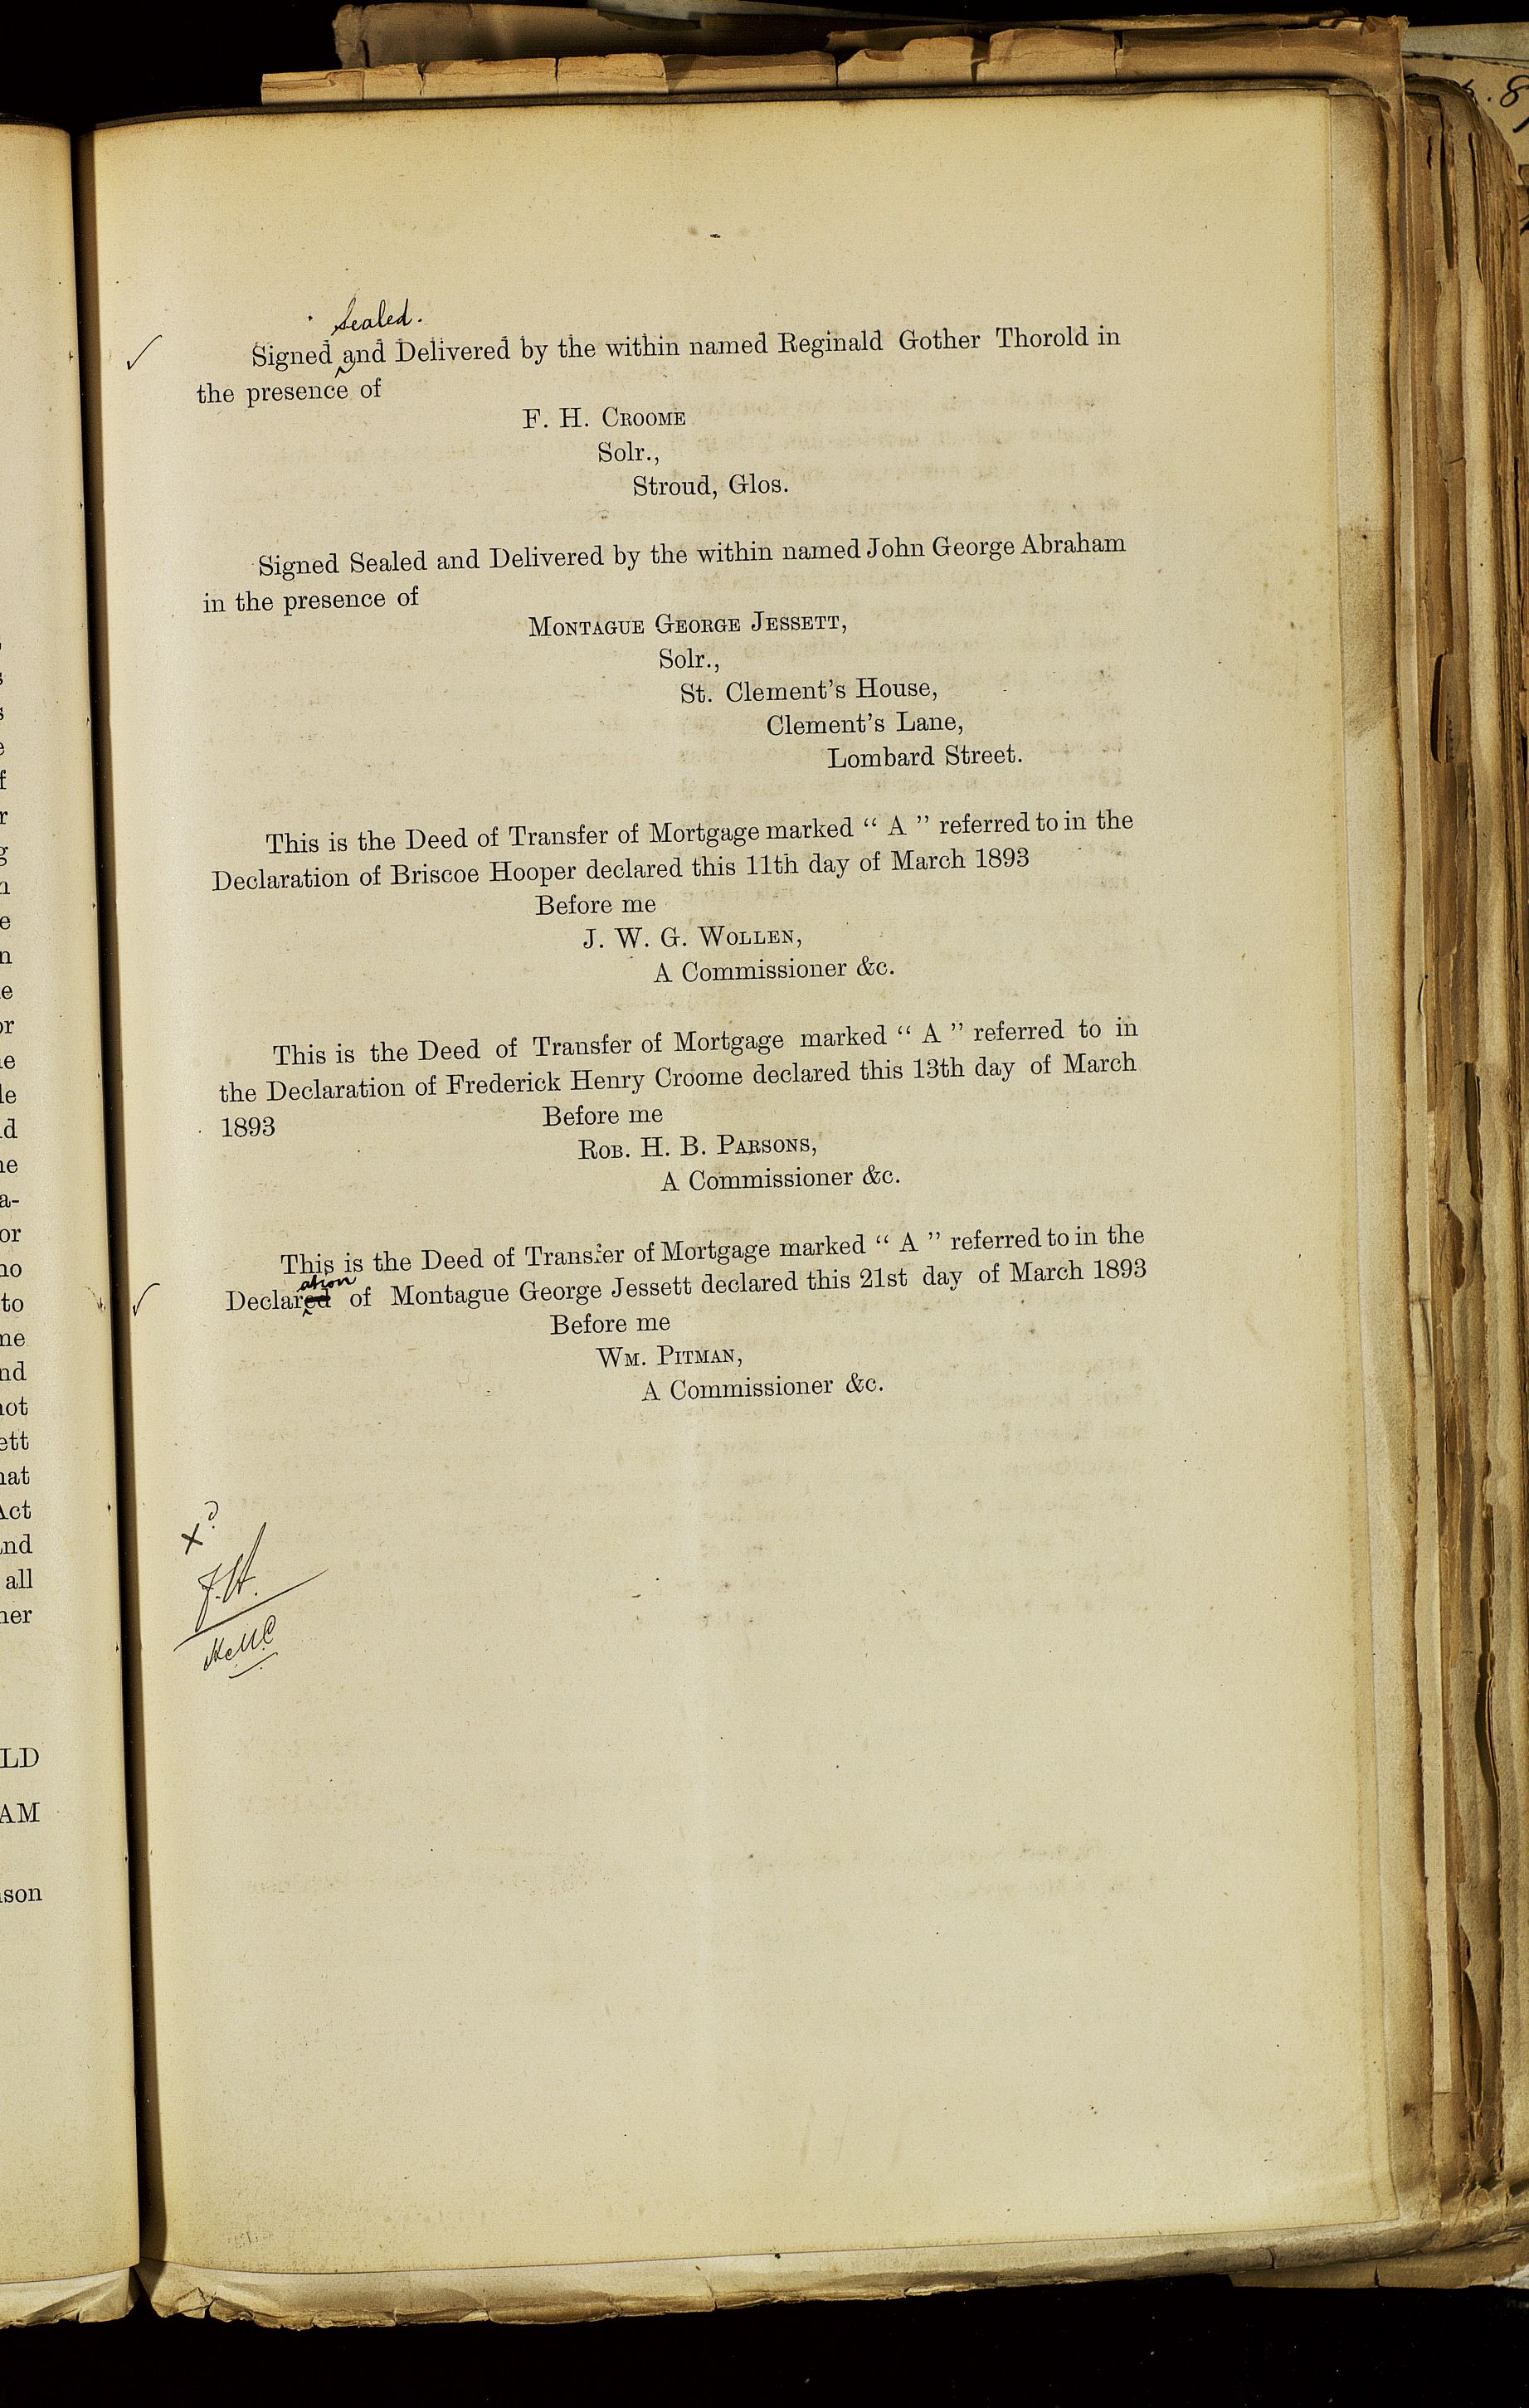 Sealed.
Signed and Delivered by the within named Reginald Gother Thorold in
the presence of
F. H. CROOME
Solr.,
Stroud, Glos.
Signed Sealed and Delivered by the within named John George Abraham
in the presence of
MONTAGUE GEORGE JESSETT,
Solr.,
St. Clement's House,
Clement's Lane,
Lombard Street.
This is the Deed of Transfer of Mortgage marked “ A ” referred to in the
Declaration of Briscoe Hooper declared this 11th day of March 1893
Before me
J. W. G. WOLLEN,
A Commissioner &c.
This is the Deed of Transfer of Mortgage marked “ A ” referred to in
the Declaration of Frederick Henry Croome declared this 13th day of March
1893 Before me
ROB. H. B. PARSONS,
A Commissioner &c.
This is the Deed of Transfer of Mortgage marked “ A ” referred to in the
ation
Declared of Montague George Jessett declared this 21st day of March 1893
Before me
WM. PITMAN,
A Commissioner &c.